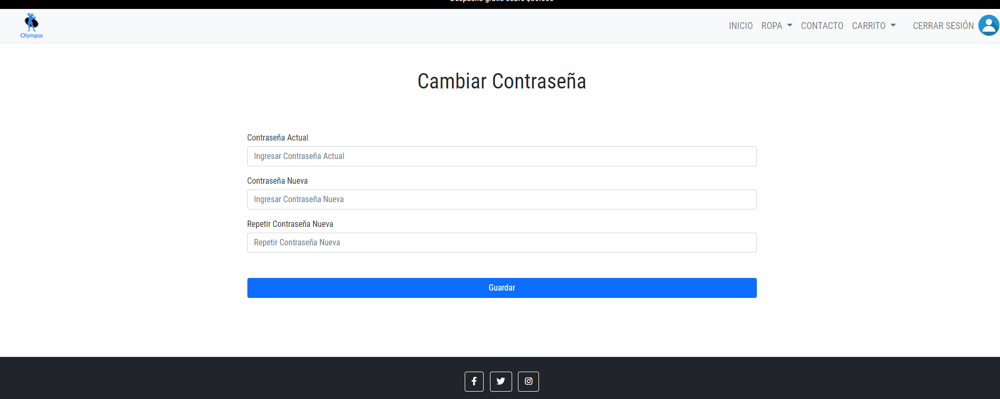 Olympus
INICIO ROPA CONTACTO CARRITO CERRAR SESIÓN
Cambiar Contraseña
Contraseña Actual
Ingresar Contraseña Actual
Contraseña Nueva
Ingresar Contraseña Nueva
Repetir Contraseña Nueva
Repetir Contraseña Nueva
Guardar